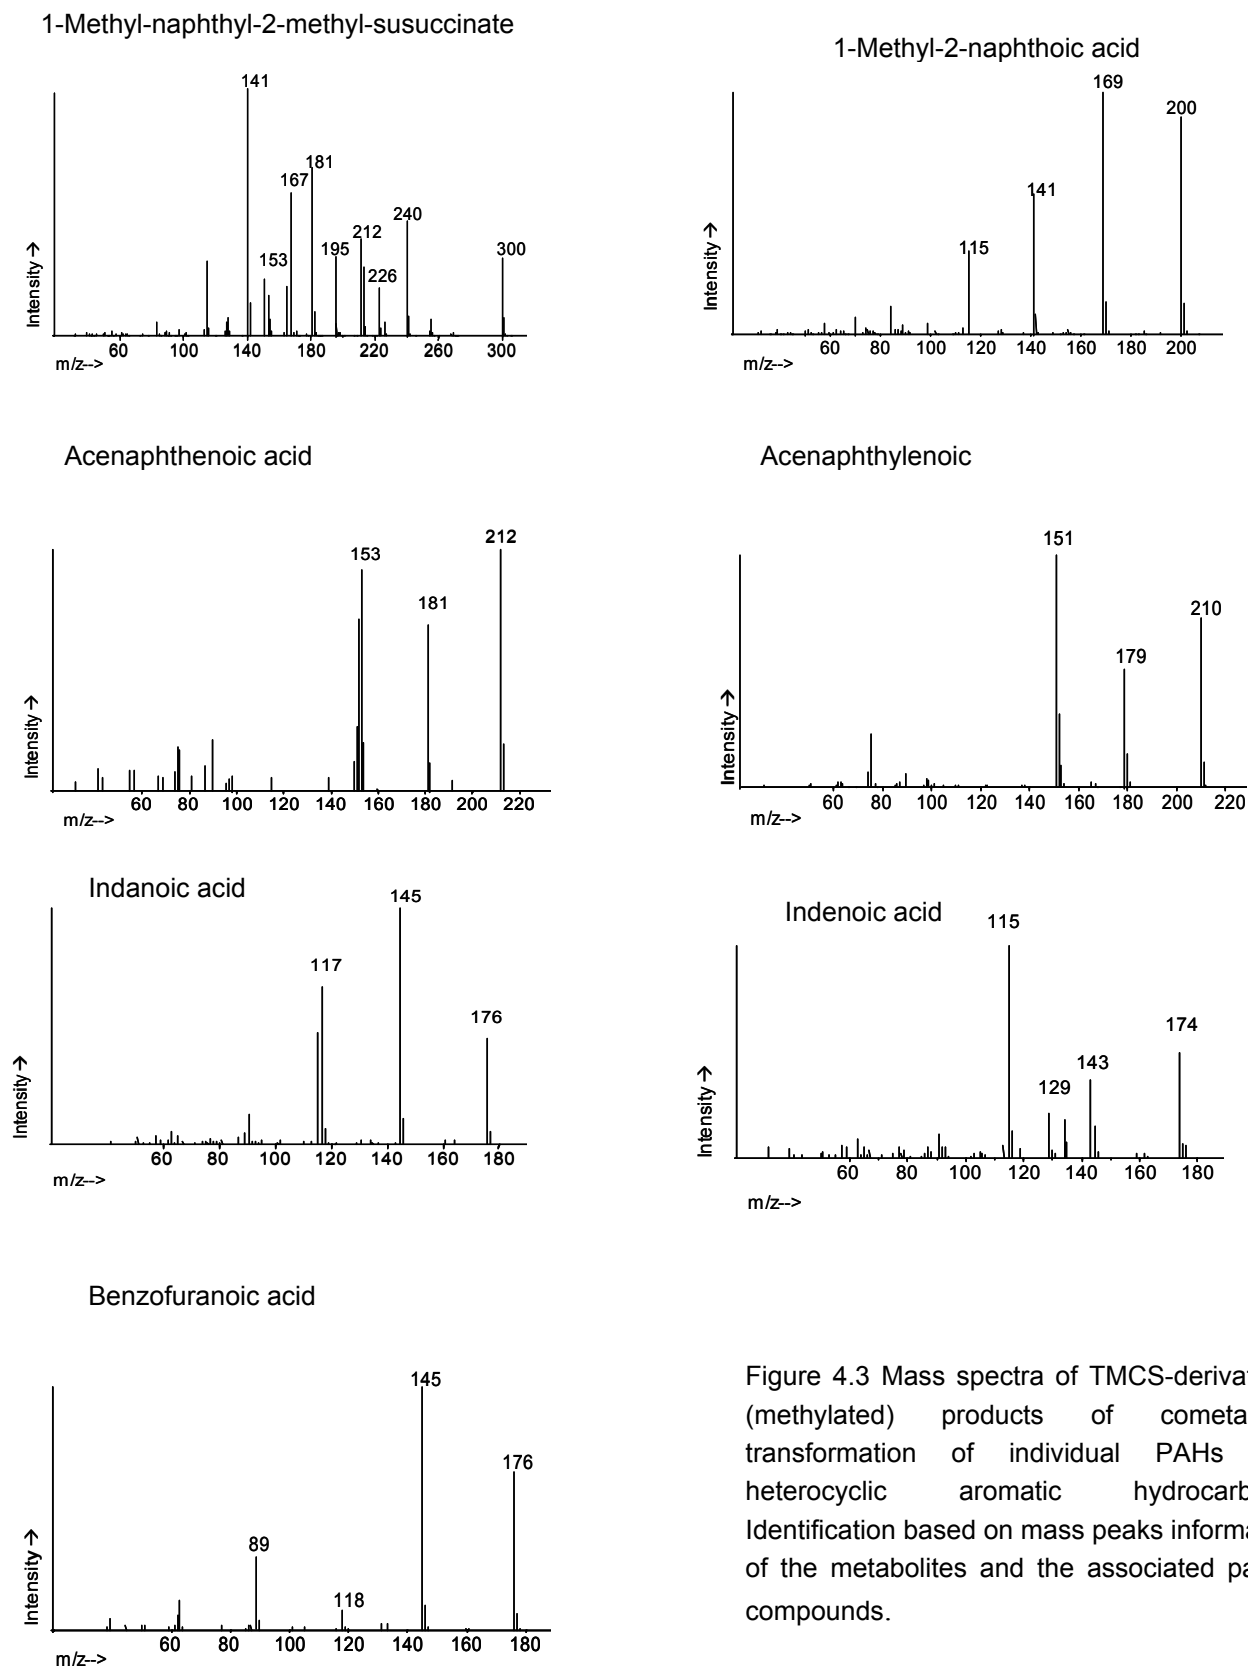 1-Methyl-naphthyl-2-methyl-susuccinate
141
181
167
240
212
195
153
226
300
Intensity →
60 100 140 180 220 260 300
m/z-->
1-Methyl-2-naphthoic acid
169
200
141
115
Intensity →
60 80 100 120 140 160 180 200
m/z-->
Acenaphthenoic acid
212
153
181
Intensity →
60 80 100 120 140 160 180 200 220
m/z-->
Acenaphthylenoic
151
210
179
Intensity →
60 80 100 120 140 160 180 200 220
m/z-->
Indanoic acid
145
117
176
Intensity →
60 80 100 120 140 160 180
m/z-->
Indenoic acid
115
174
143
129
Intensity →
60 80 100 120 140 160 180
m/z-->
Benzofuranoic acid
145
176
89
118
Intensity →
60 80 100 120 140 160 180
m/z-->
Figure 4.3 Mass spectra of TMCS-deriva
(methylated) products of cometa
transformation of individual PAHs
heterocyclic aromatic hydrocarb
Identification based on mass peaks informa
of the metabolites and the associated pa
compounds.